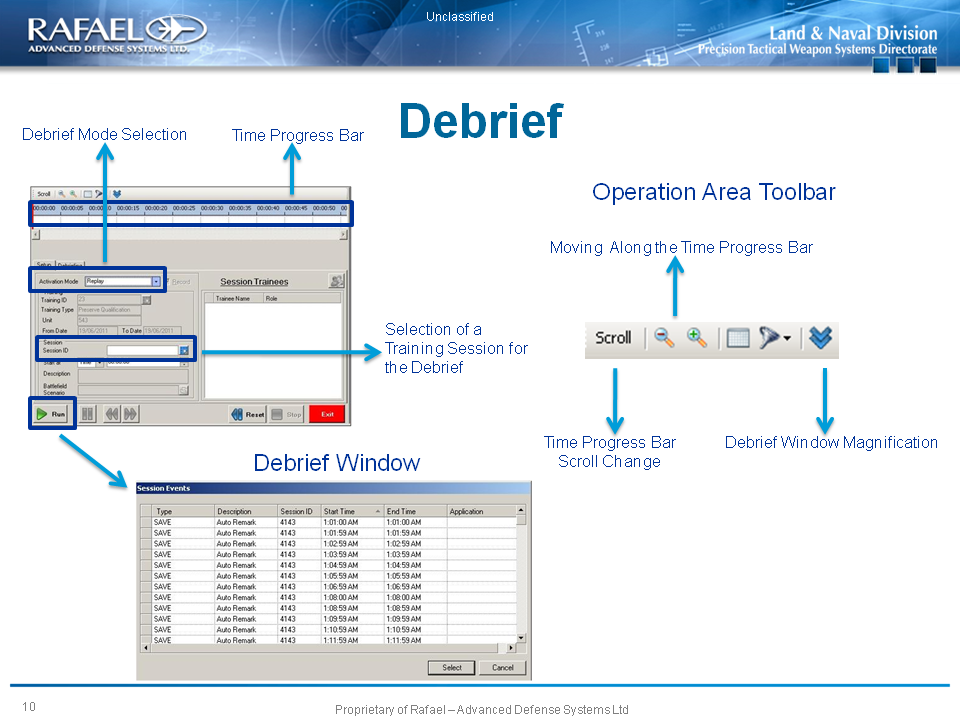 Unclassified
RAFAEL
ADVANCED DEFENSE SYSTEMS LTD.
Land & Naval Division
Precision Tactical Weapon Systems Directorate
Debrief
Debrief Mode Selection
Time Progress Bar
Operation Area Toolbar
Moving Along the Time Progress Bar
Scroll
00:00:00 00:00:05 00:00:10 00:00:15 00:00:20 00:00:25 00:00:30 00:00:35 00:00:40 00:00:45 00:00:50 00
Setup Debriefing
Activation Mode Replay Record
Training
Training ID 23
Training Type Preserve Qualification
Unit 543
From Date 19/06/2011 To Date 19/06/2011
Session
Session ID
Start at Time 00:00:00
Description
Battlefield
Scenario
Session Trainees
Trainee Name Role
Run Reset Stop Exit
Selection of a
Training Session for
the Debrief
Scroll
Time Progress Bar
Scroll Change
Debrief Window Magnification
Debrief Window
Session Events
Type Description Session ID Start Time End Time Application
SAVE Auto Remark 4143 1:01:00 AM 1:01:00 AM
SAVE Auto Remark 4143 1:01:59 AM 1:01:59 AM
SAVE Auto Remark 4143 1:02:59 AM 1:02:59 AM
SAVE Auto Remark 4143 1:03:59 AM 1:03:59 AM
SAVE Auto Remark 4143 1:04:59 AM 1:04:59 AM
SAVE Auto Remark 4143 1:05:59 AM 1:05:59 AM
SAVE Auto Remark 4143 1:06:59 AM 1:06:59 AM
SAVE Auto Remark 4143 1:08:00 AM 1:08:00 AM
SAVE Auto Remark 4143 1:08:59 AM 1:08:59 AM
SAVE Auto Remark 4143 1:09:59 AM 1:09:59 AM
SAVE Auto Remark 4143 1:10:59 AM 1:10:59 AM
SAVE Auto Remark 4143 1:11:59 AM 1:11:59 AM
Select Cancel
10
Proprietary of Rafael – Advanced Defense Systems Ltd